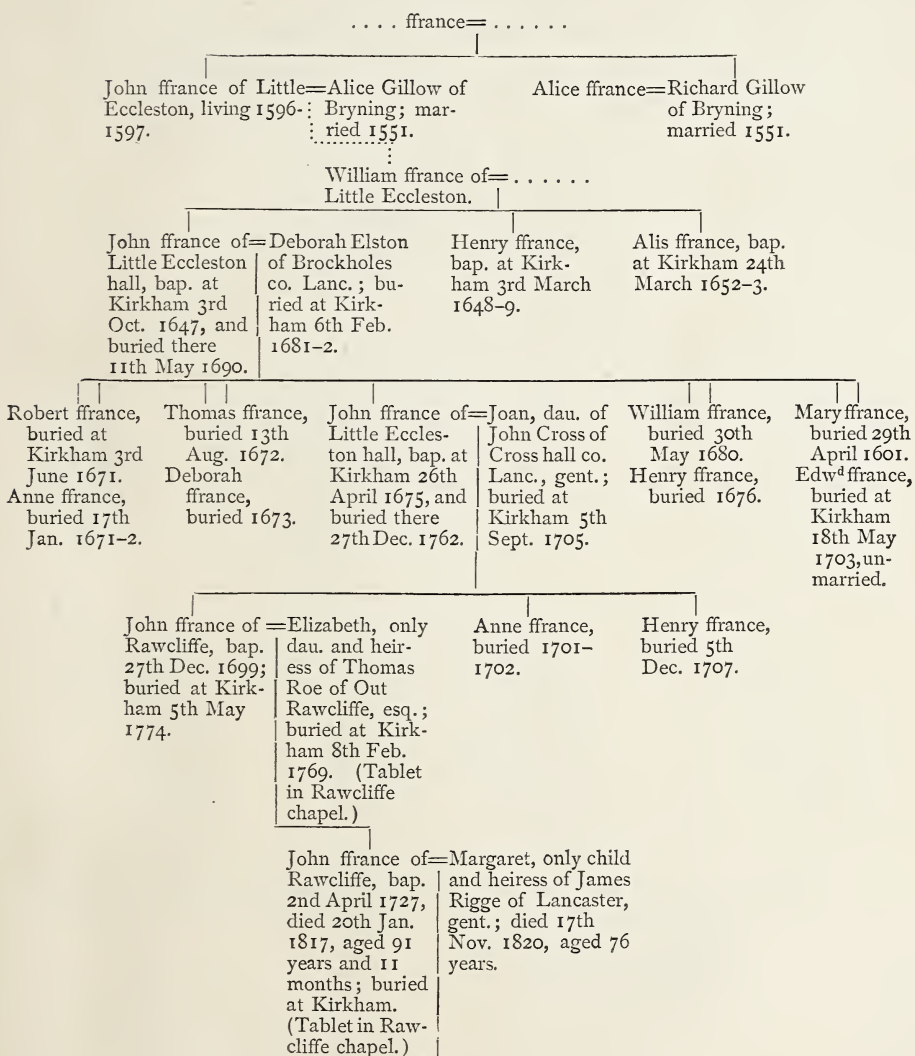 . . . . ffrance= . . . . . .
John ffrance of Little=Alice Gillow of
Eccleston, living 1596- Bryning; mar-
1597. ried 1551.
Alice ffrance=Richard Gillow
of Bryning;
married 1551.
William ffrance of= . . . . . .
Little Eccleston.
John ffrance of=
Little Eccleston
hall, bap. at
Kirkham 3rd
Oct. 1647, and
buried there
11th May 1690.
Deborah Elston
of Brockholes
co. Lanc.; bu-
ried at Kirk-
ham 6th Feb.
1681-2.
Henry ffrance,
bap. at Kirk-
ham 3rd March
1648-9.
Alis ffrance, bap.
at Kirkham 24th
March 1652-3.
Robert ffrance,
buried at
Kirkham 3rd
June 1671.
Anne ffrance,
buried 17th
Jan. 1671-2.
Thomas ffrance,
buried 13th
Aug. 1672.
Deborah
ffrance,
buried 1673.
John ffrance of=
Little Eccles-
ton hall, bap. at
Kirkham 26th
April 1675, and
buried there
27th Dec. 1762.
Joan, dau. of
John Cross of
Cross hall co.
Lanc., gent.;
buried at
Kirkham 5th
Sept. 1705.
William ffrance,
buried 30th
May 1680.
Henry ffrance,
buried 1676.
Mary ffrance,
buried 29th
April 1601.
Edwd ffrance,
buried at
Kirkham
18th May
1703, un-
married.
John ffrance of =
Rawcliffe, bap.
27th Dec. 1699;
buried at Kirk-
ham 5th May
1774.
Elizabeth, only
dau. and heir-
ess of Thomas
Roe of Out
Rawcliffe, esq.;
buried at Kirk-
ham 8th Feb.
1769. (Tablet
in Rawcliffe
chapel.)
Anne ffrance,
buried 1701-
1702.
Henry ffrance,
buried 5th
Dec. 1707.
John ffrance of=
Rawcliffe, bap.
2nd April 1727,
died 20th Jan.
1817, aged 91
years and 11
months; buried
at Kirkham.
(Tablet in Raw-
cliffe chapel.)
Margaret, only child
and heiress of James
Rigge of Lancaster,
gent.; died 17th
Nov. 1820, aged 76
years.